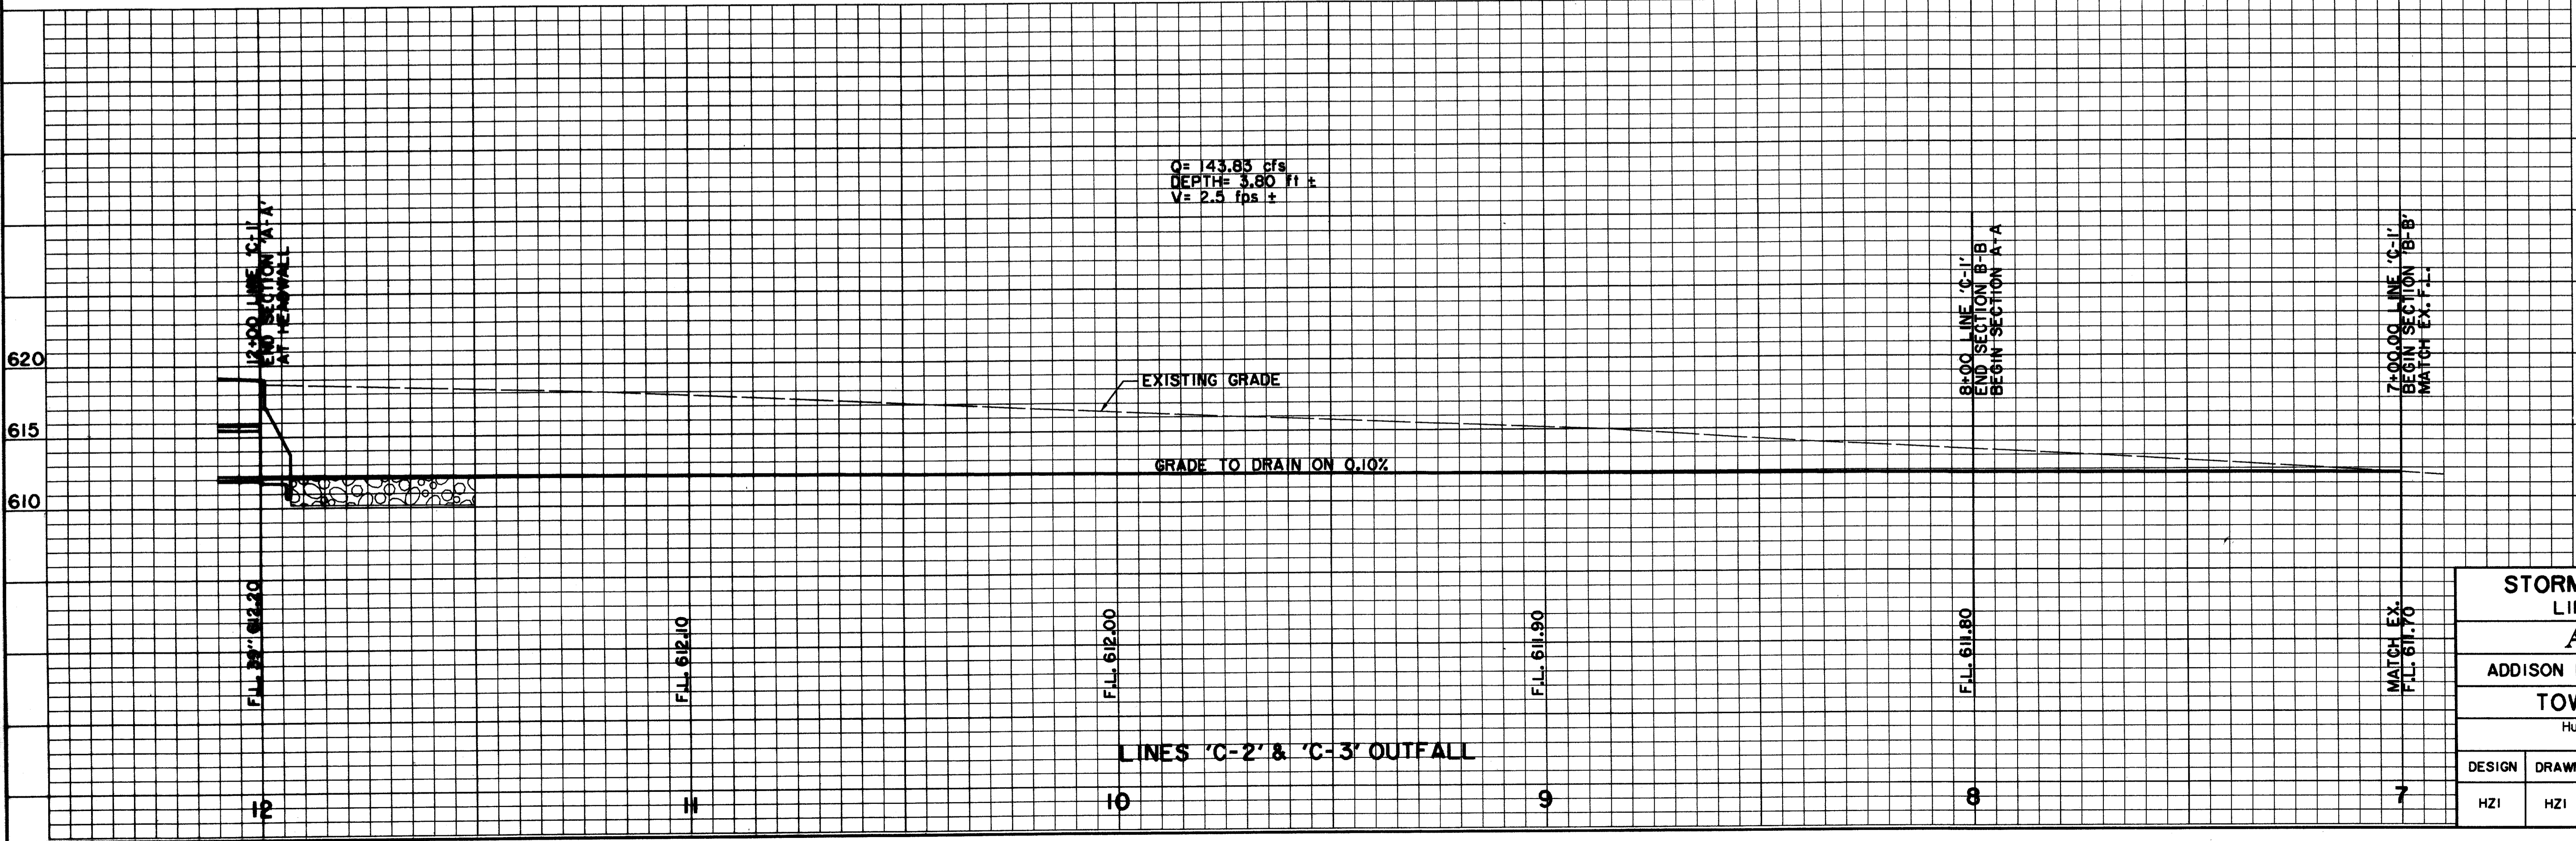 Q= 143.83 cfs
DEPTH= 3.80 ft ±
V= 2.5 fps ±
12+00 LINE 'C-1'
END SECTION 'A-A'
AT HEADWALL
8+00 LINE 'C-1'
END SECTION B-B
BEGIN SECTION A-A
7+00.00 LINE 'C-1'
BEGIN SECTION 'B-B'
MATCH EX. F.L.
620
615
610
EXISTING GRADE
GRADE TO DRAIN ON 0.10%
F.L. 39" 612.20
F.L. 612.10
F.L. 612.00
F.L. 611.90
F.L. 611.80
MATCH EX.
F.L. 611.70
LINES 'C-2' & 'C-3' OUTFALL
12 11 10 9 8 7
STORM
LI
A
ADDISON
TOW
Hu
DESIGN DRAW
HZI HZI